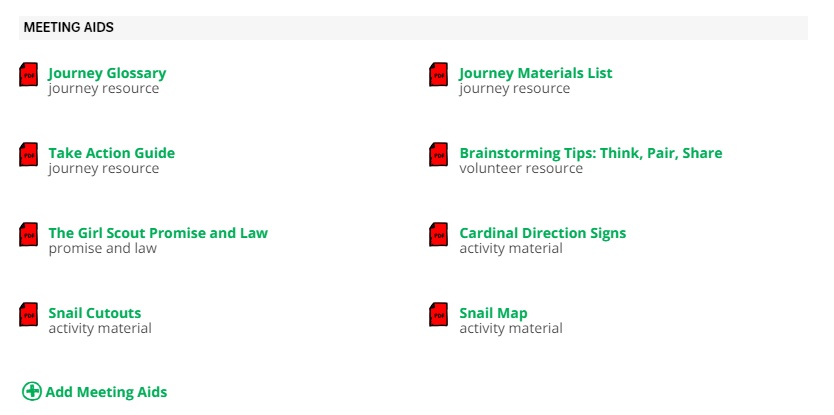 MEETING AIDS
Journey Glossary
journey resource
Journey Materials List
journey resource
Take Action Guide
journey resource
Brainstorming Tips: Think, Pair, Share
volunteer resource
The Girl Scout Promise and Law
promise and law
Cardinal Direction Signs
activity material
Snail Cutouts
activity material
Snail Map
activity material
Add Meeting Aids
PDF
PDF
PDF
PDF
PDF
PDF
PDF
PDF